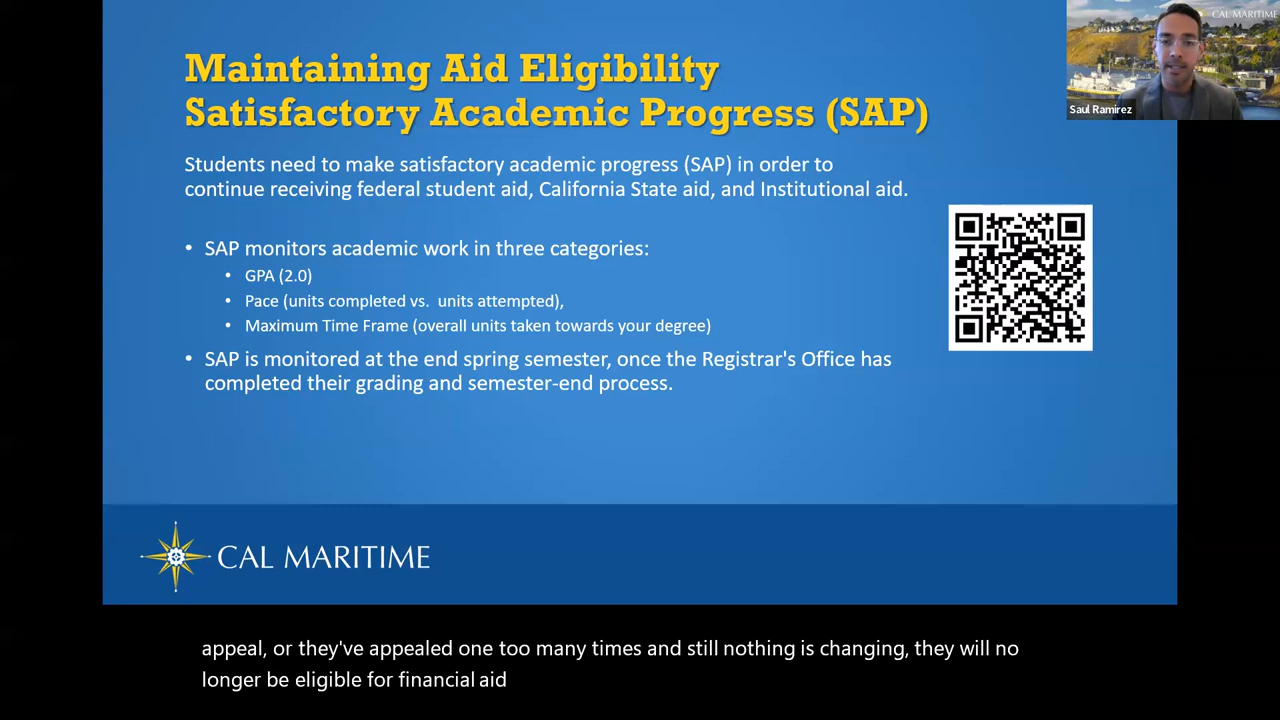 Maintaining Aid Eligibility
Satisfactory Academic Progress (SAP)
Students need to make satisfactory academic progress (SAP) in order to
continue receiving federal student aid, California State aid, and Institutional aid.
• SAP monitors academic work in three categories:
• GPA (2.0)
• Pace (units completed vs.  units attempted),
• Maximum Time Frame (overall units taken towards your degree)
• SAP is monitored at the end spring semester, once the Registrar's Office has
completed their grading and semester-end process.
CAL MARITIME
Saul Ramirez
CAL MARITIME
appeal, or they've appealed one too many times and still nothing is changing, they will no
longer be eligible for financial aid